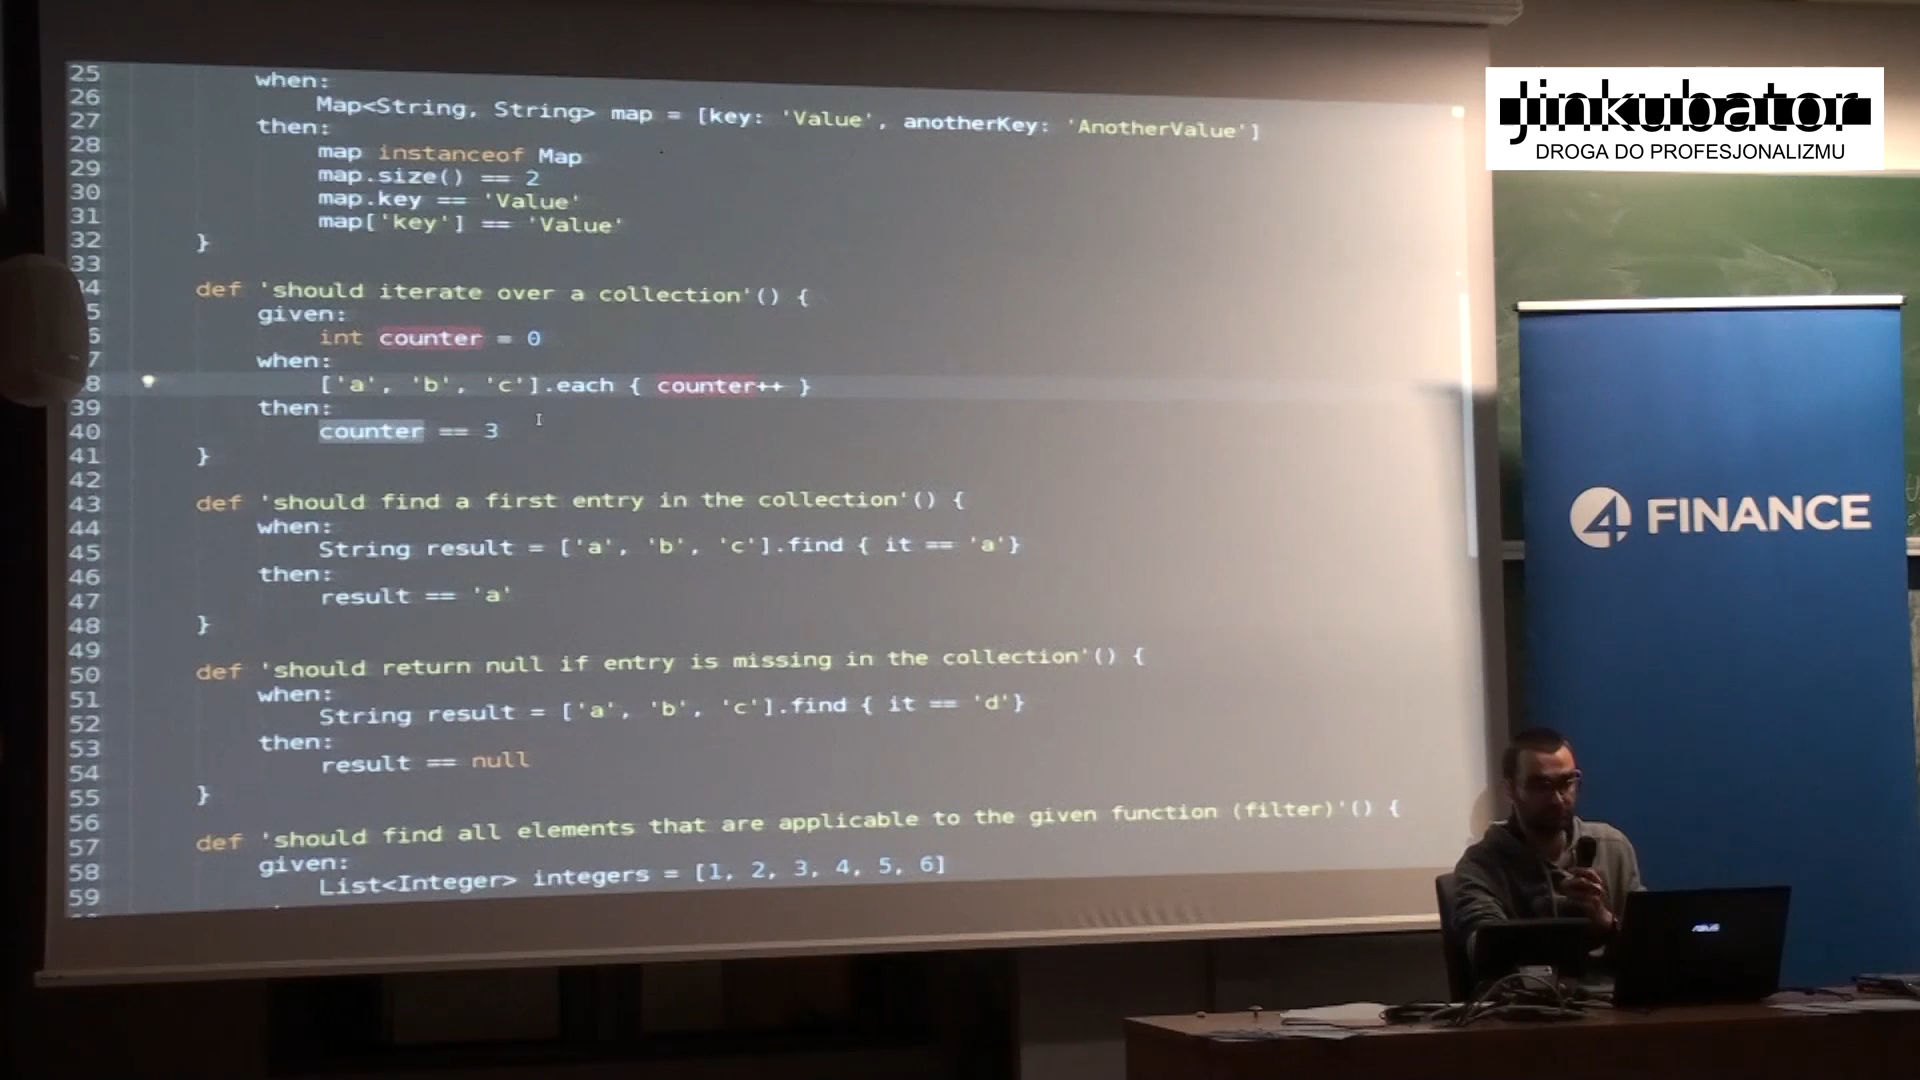 25
when:
26
Map<String, String> map = [key: 'Value', anotherKey: 'AnotherValue']
27
then:
28
map instanceof Map
29
map.size() == 2
30
map.key == 'Value'
31
map['key'] == 'Value'
32
}
33
34
def 'should iterate over a collection'() {
5
given:
6
int counter = 0
7
when:
8
['a', 'b', 'c'].each { counter++ }
39
then:
40
counter == 3
41
}
42
43
def 'should find a first entry in the collection'() {
44
when:
45
String result = ['a', 'b', 'c'].find { it == 'a'}
46
then:
47
result == 'a'
48
}
49
50
def 'should return null if entry is missing in the collection'() {
51
when:
52
String result = ['a', 'b', 'c'].find { it == 'd'}
53
then:
54
result == null
55
}
56
57
def 'should find all elements that are applicable to the given function (filter)'() {
58
given:
59
List<Integer> integers = [1, 2, 3, 4, 5, 6]
Jinkubator
DROGA DO PROFESJONALIZMU
4 FINANCE
ASUS